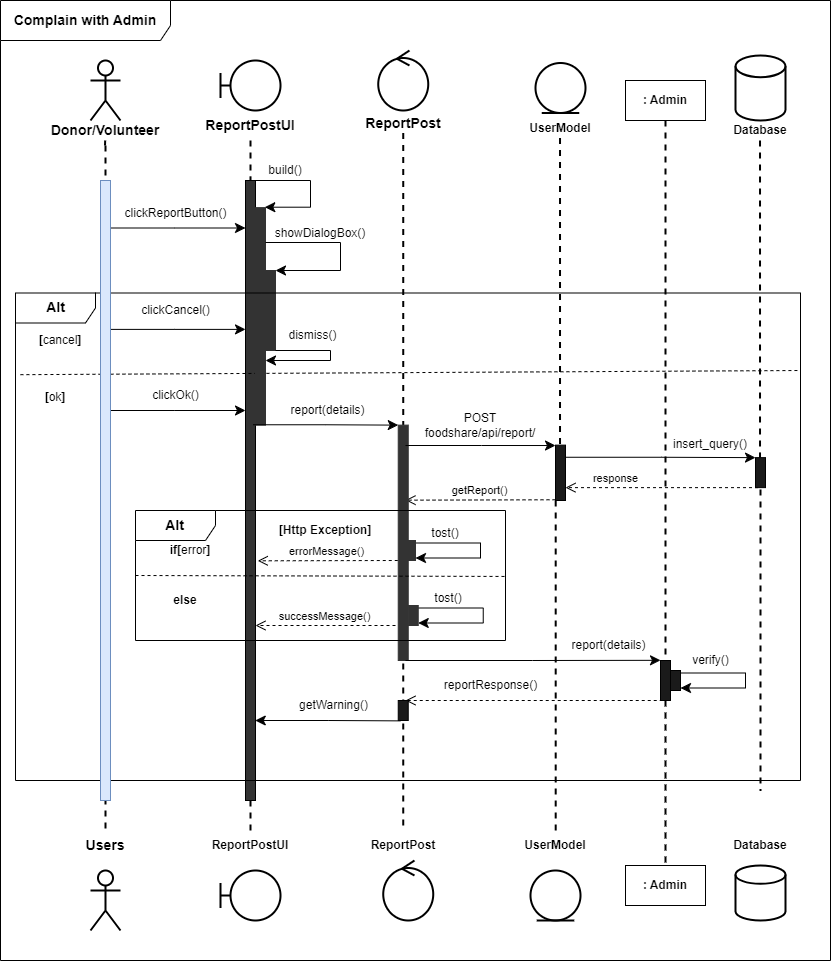 Complain with Admin
Donor/Volunteer
ReportPostUI
ReportPost
UserModel
: Admin
Database
build()
clickReportButton()
showDialogBox()
Alt
clickCancel()
[cancel]
dismiss()
[ok]
clickOk()
report(details)
POST
foodshare/api/report/
insert_query()
response
getReport()
Alt
[Http Exception]
if[error]
errorMessage()
tost()
else
tost()
successMessage()
report(details)
verify()
reportResponse()
getWarning()
Users
ReportPostUI
ReportPost
UserModel
Database
: Admin